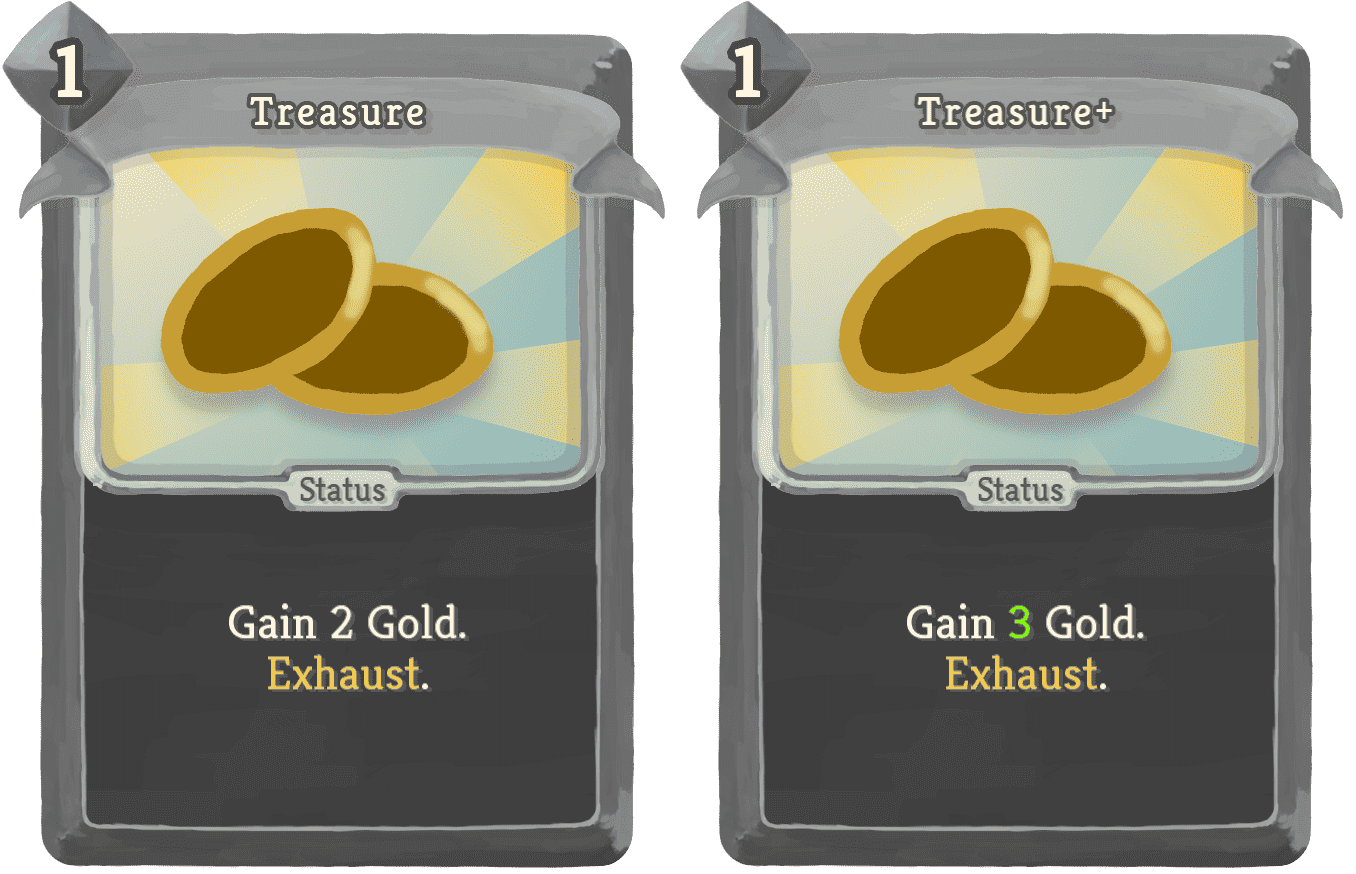 1
Treasure
Status
Gain 2 Gold.
Exhaust.
1
Treasure+
Status
Gain 3 Gold.
Exhaust.